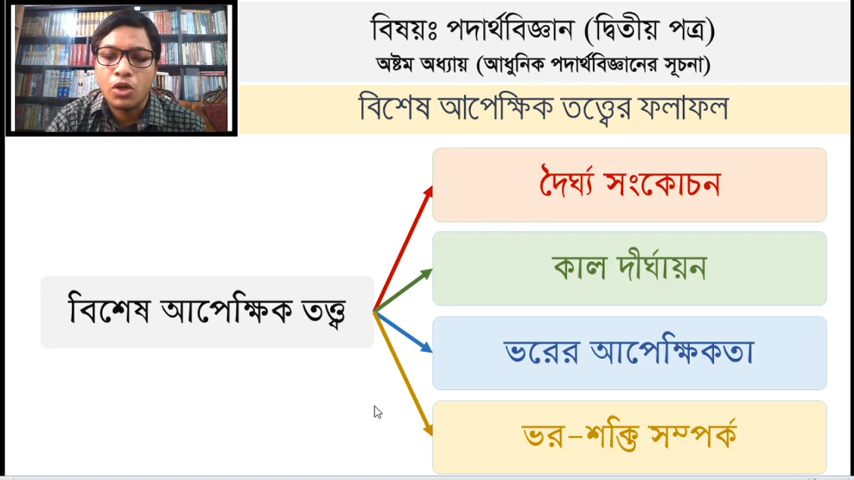 বিষয়ঃ পদার্থবিজ্ঞান (দ্বিতীয় পত্র)
অষ্টম অধ্যায় (আধুনিক পদার্থবিজ্ঞানের সূচনা)
বিশেষ আপেক্ষিক তত্ত্বের ফলাফল
বিশেষ আপেক্ষিক তত্ত্ব
দৈর্ঘ্য সংকোচন
কাল দীর্ঘায়ন
ভরের আপেক্ষিকতা
ভর-শক্তি সম্পর্ক